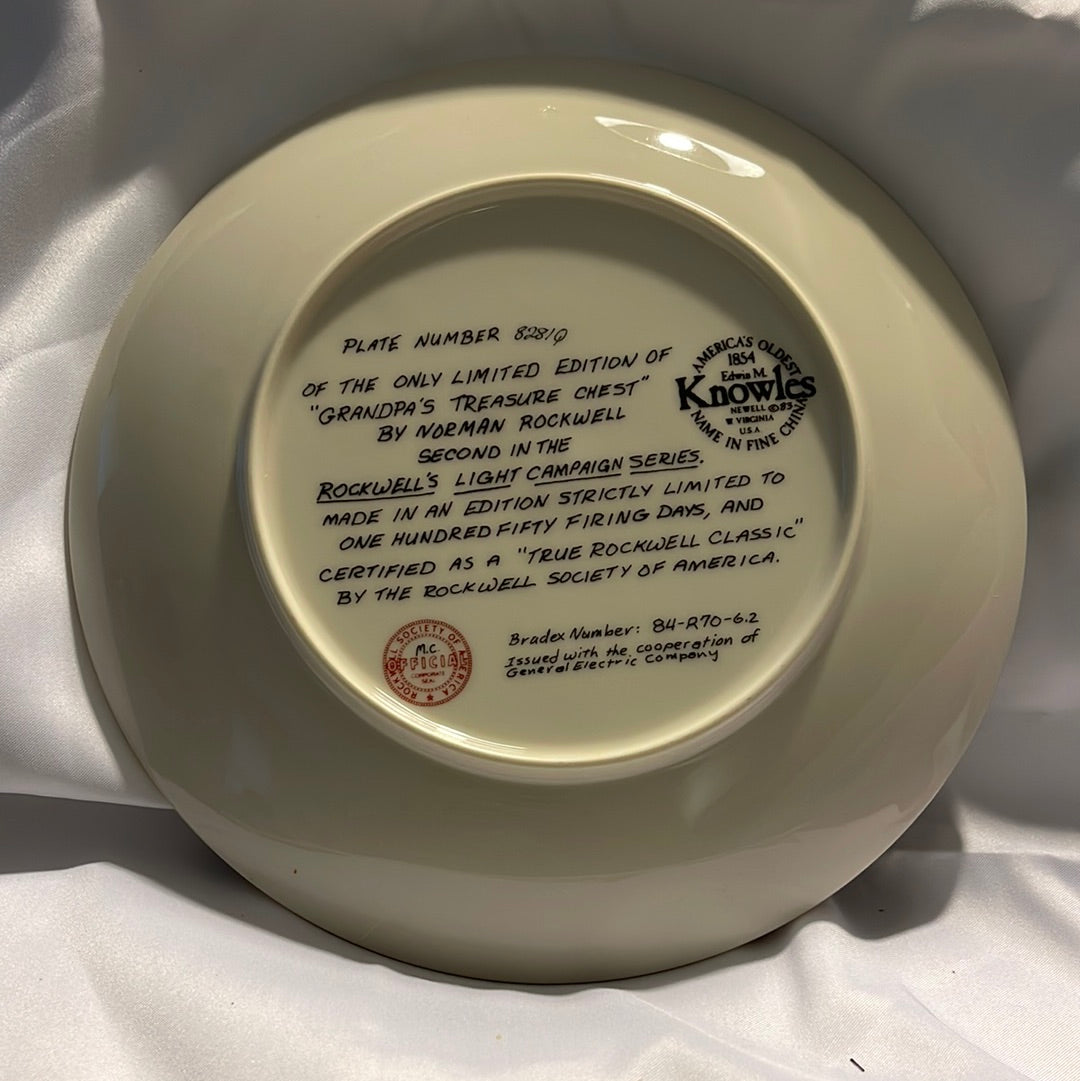 PLATE NUMBER 8281Q
OF THE ONLY LIMITED EDITION OF
"GRANDPA'S TREASURE CHEST"
BY NORMAN ROCKWELL
SECOND IN THE
ROCKWELL'S LIGHT CAMPAIGN SERIES.
MADE IN AN EDITION STRICTLY LIMITED TO
ONE HUNDRED FIFTY FIRING DAYS, AND
CERTIFIED AS A "TRUE ROCKWELL CLASSIC"
BY THE ROCKWELL SOCIETY OF AMERICA.
AMERICA'S OLDEST
1854
Edwin M.
Knowles
NEWELL © 83
W VIRGINIA
U.S.A
NAME IN FINE CHINA
ROCKWELL SOCIETY OF AMERICA
M.C.
OFFICIAL
CORPORATE
SEAL
Bradex Number: 84-R70-6.2
Issued with the cooperation of
General Electric Company